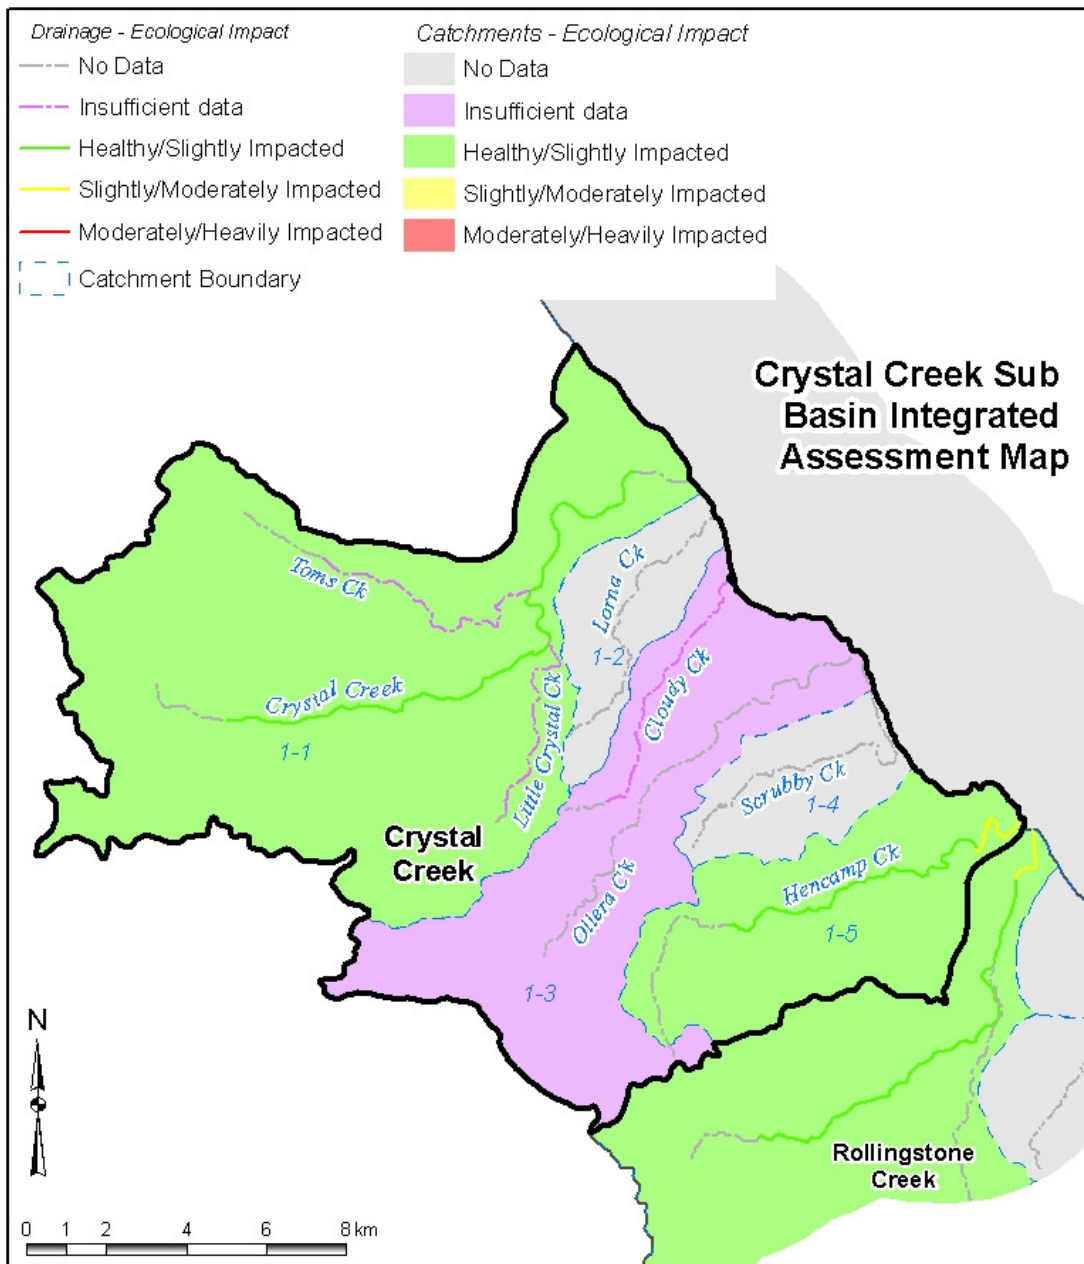 Drainage - Ecological Impact
No Data
Insufficient data
Healthy/Slightly Impacted
Slightly/Moderately Impacted
Moderately/Heavily Impacted
Catchment Boundary
Catchments - Ecological Impact
No Data
Insufficient data
Healthy/Slightly Impacted
Slightly/Moderately Impacted
Moderately/Heavily Impacted
Crystal Creek Sub
Basin Integrated
Assessment Map
Toms Ck
Lorna Ck
1-2
Crystal Creek
1-1
Little Crystal Ck
Cloudy Ck
Scrubby Ck
1-4
Crystal
Creek
Hencamp Ck
Ollera Ck
1-5
1-3
N
Rollingstone
Creek
0 1 2 4 6 8 km